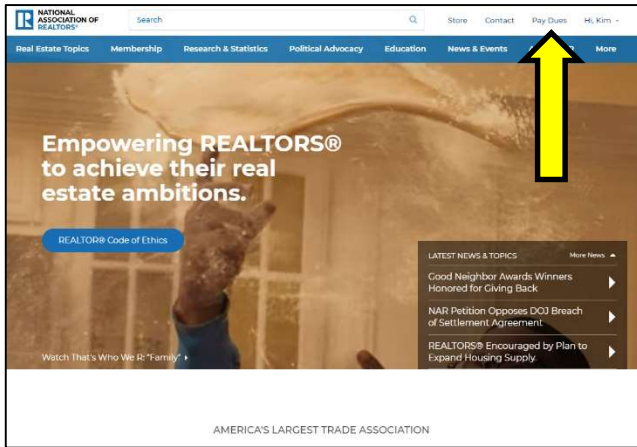 NATIONAL
ASSOCIATION OF
REALTORS®
Search
Store Contact Pay Dues Hi, Kim
Real Estate Topics Membership Research & Statistics Political Advocacy Education News & Events More
Empowering REALTORS®
to achieve their real
estate ambitions.
REALTOR® Code of Ethics
Watch That's Who We R: "Family"
LATEST NEWS & TOPICS More News
Good Neighbor Awards Winners
Honored for Giving Back
NAR Petition Opposes DOJ Breach
of Settlement Agreement
REALTORS® Encouraged by Plan to
Expand Housing Supply
AMERICA'S LARGEST TRADE ASSOCIATION